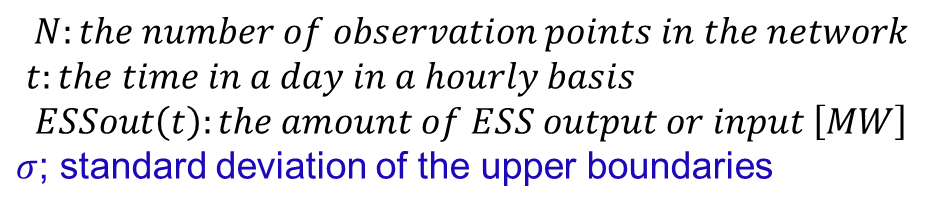 N: the number of observation points in the network
t: the time in a day in a hourly basis
ESSout(t): the amount of ESS output or input [MW]
σ; standard deviation of the upper boundaries